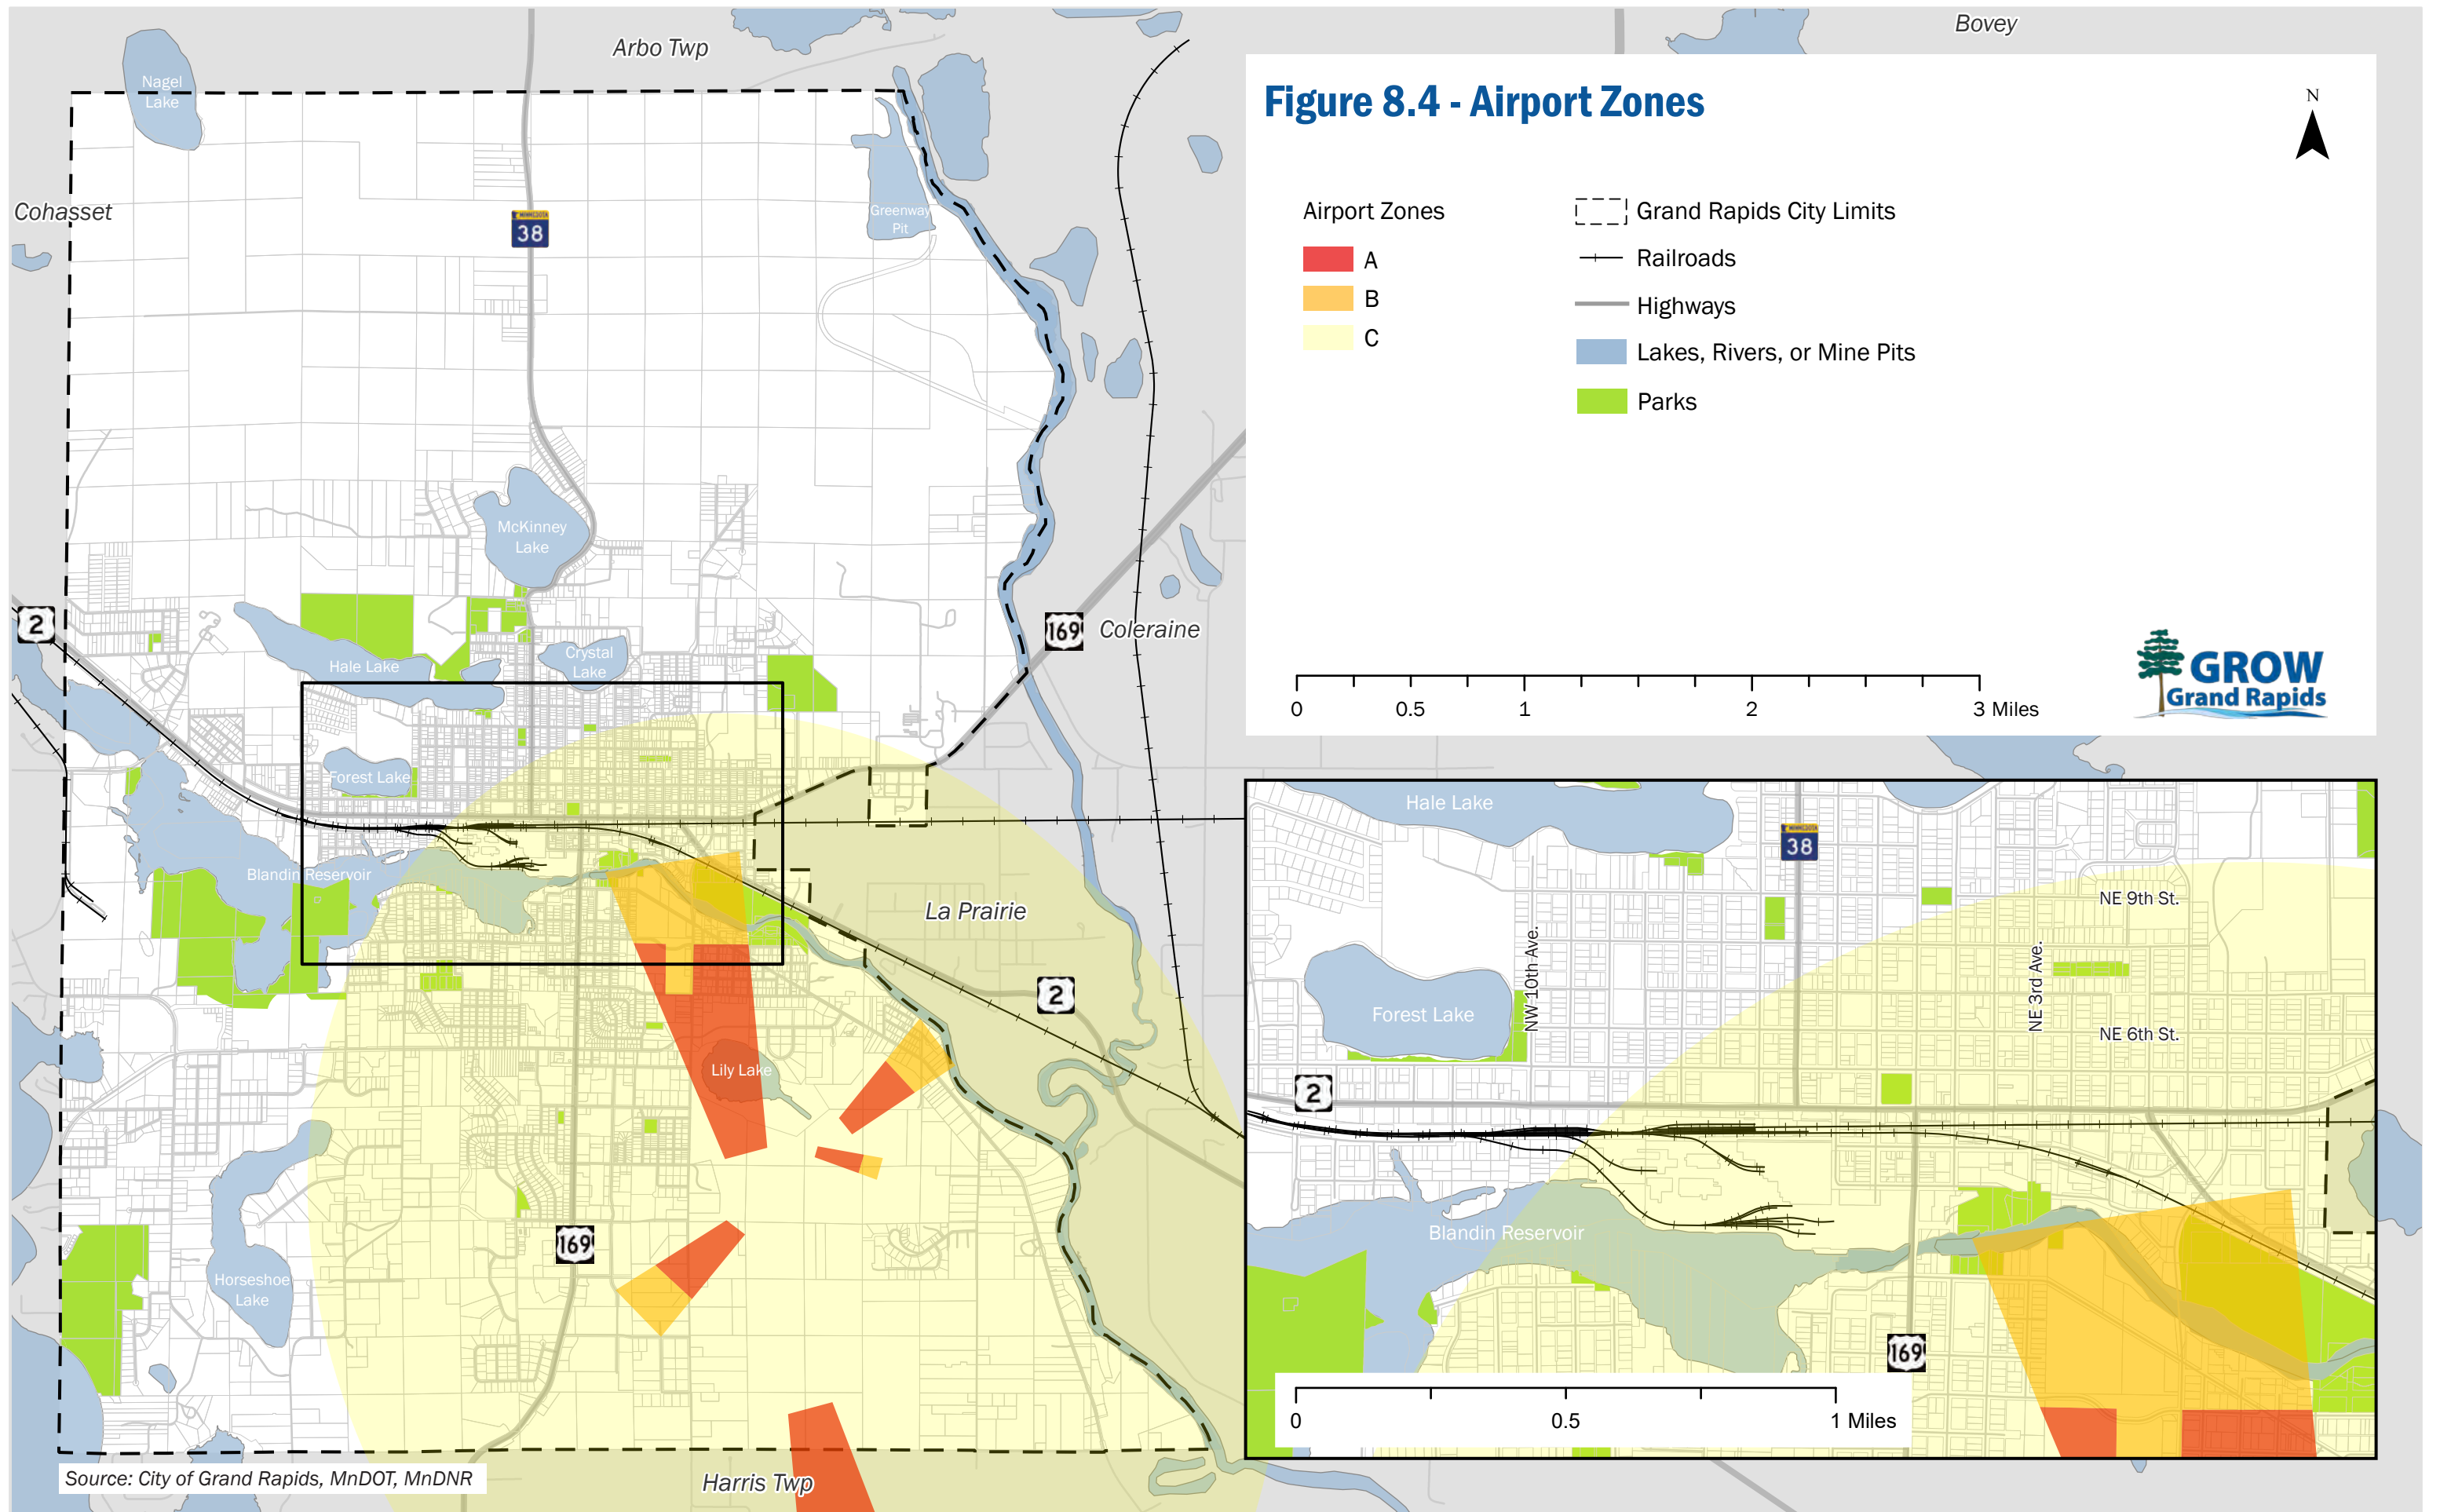 Arbo Twp
Bovey
Nagel
Lake
Cohasset
MINNESOTA
38
Greenway
Pit
Figure 8.4 - Airport Zones
N
Airport Zones
A
B
C
Grand Rapids City Limits
Railroads
Highways
Lakes, Rivers, or Mine Pits
Parks
0 0.5 1 2 3 Miles
GROW
Grand Rapids
McKinney
Lake
2
169
Coleraine
Hale Lake
Crystal
Lake
Forest Lake
Blandin Reservoir
La Prairie
2
Lily Lake
169
Horseshoe
Lake
Harris Twp
Source: City of Grand Rapids, MnDOT, MnDNR
Hale Lake
MINNESOTA
38
NE 9th St.
NW 10th Ave.
NE 3rd Ave.
Forest Lake
NE 6th St.
2
Blandin Reservoir
169
0 0.5 1 Miles